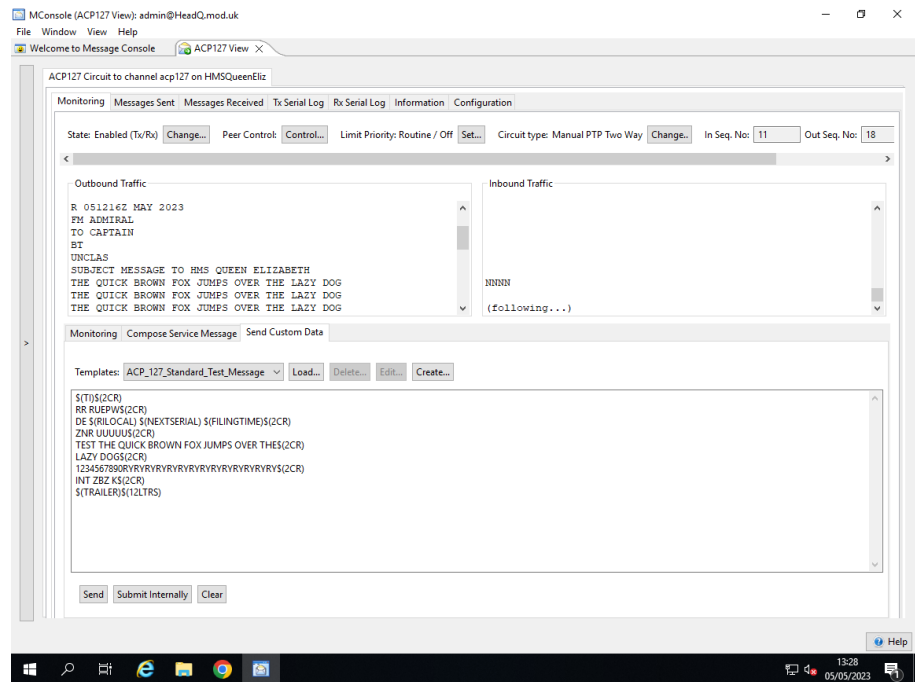 MConsole (ACP127 View): admin@HeadQ.mod.uk
File Window View Help
Welcome to Message Console ACP127 View
ACP127 Circuit to channel acp127 on HMSQueenEliz
Monitoring Messages Sent Messages Received Tx Serial Log Rx Serial Log Information Configuration
State: Enabled (Tx/Rx) Change... Peer Control: Control... Limit Priority: Routine / Off Set... Circuit type: Manual PTP Two Way Change.. In Seq. No: 11 Out Seq. No: 18
Outbound Traffic
R 051216Z MAY 2023
FM ADMIRAL
TO CAPTAIN
BT
UNCLAS
SUBJECT MESSAGE TO HMS QUEEN ELIZABETH
THE QUICK BROWN FOX JUMPS OVER THE LAZY DOG
THE QUICK BROWN FOX JUMPS OVER THE LAZY DOG
THE QUICK BROWN FOX JUMPS OVER THE LAZY DOG
Inbound Traffic
NNNN
(following...)
Monitoring Compose Service Message Send Custom Data
Templates: ACP_127_Standard_Test_Message Load... Delete... Edit... Create...
$(TI)$(2CR)
RR RUEPW$(2CR)
DE $(RILOCAL) $(NEXTSERIAL) $(FILINGTIME)$(2CR)
ZNR UUUUU$(2CR)
TEST THE QUICK BROWN FOX JUMPS OVER THE$(2CR)
LAZY DOG$(2CR)
1234567890RYRYRYRYRYRYRYRYRYRYRYRYRYRY$(2CR)
INT ZBZ K$(2CR)
$(TRAILER)$(12LTRS)
Send Submit Internally Clear
Help
13:28
05/05/2023
1